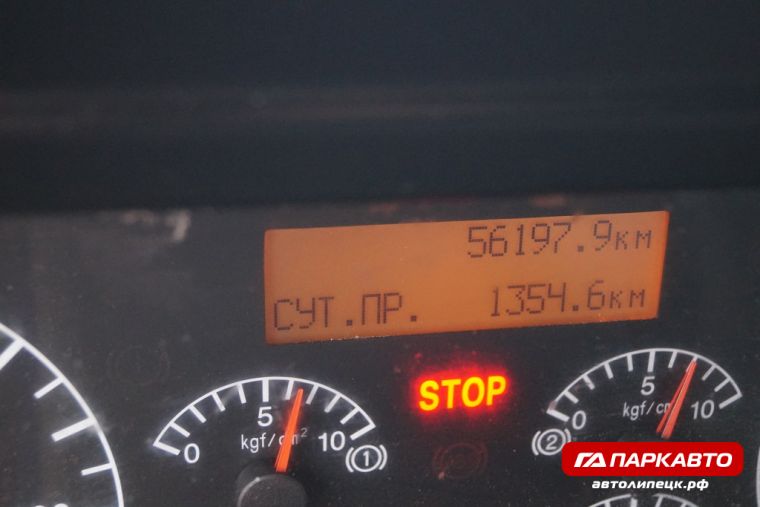 56197.9км
СУТ.ПР. 1354.6км
STOP
5
0
kgf/cm²
10
1
5
0
kgf/cm
10
2
ПАРКАВТО
автолипецк.рф